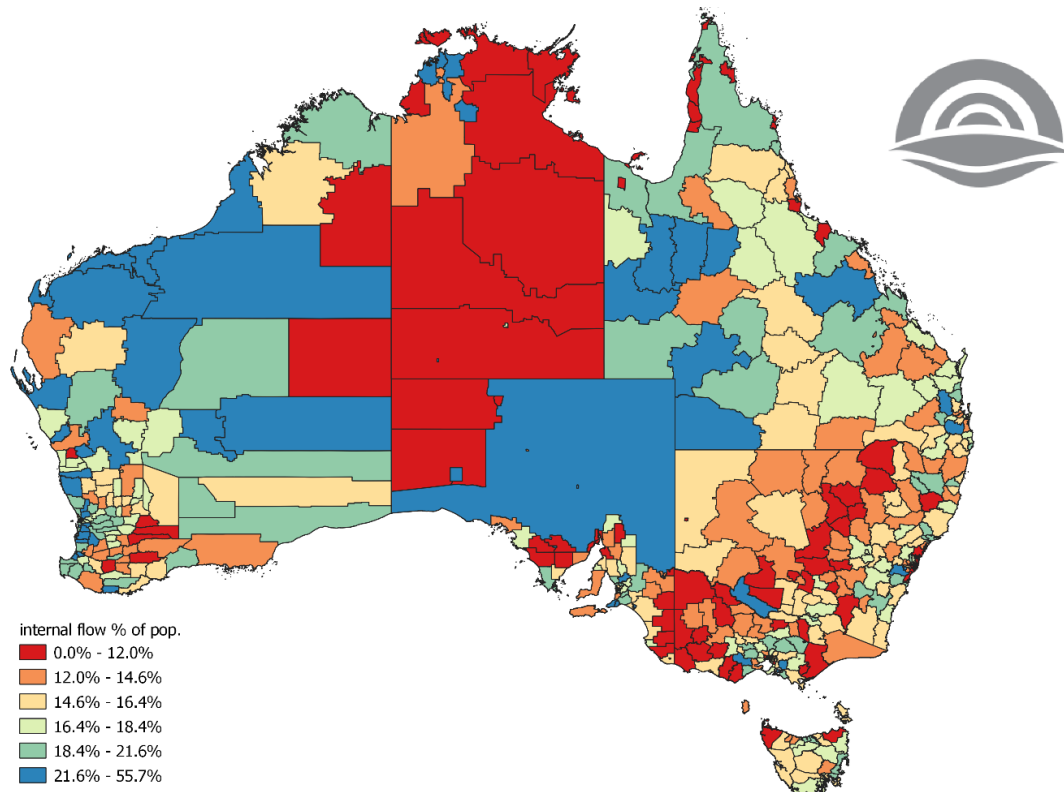 internal flow % of pop.
0.0% - 12.0%
12.0% - 14.6%
14.6% - 16.4%
16.4% - 18.4%
18.4% - 21.6%
21.6% - 55.7%